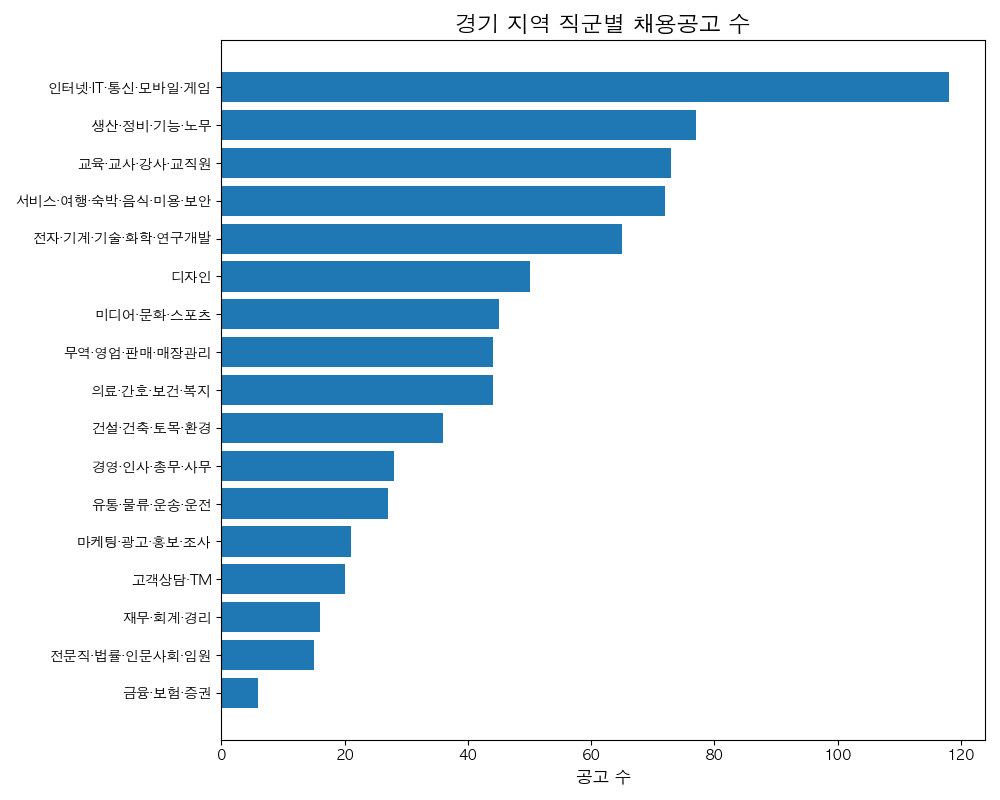 경기 지역 직군별 채용공고 수
인터넷·IT·통신·모바일·게임
생산·정비·기능·노무
교육·교사·강사·교직원
서비스·여행·숙박·음식·미용·보안
전자·기계·기술·화학·연구개발
디자인
미디어·문화·스포츠
무역·영업·판매·매장관리
의료·간호·보건·복지
건설·건축·토목·환경
경영·인사·총무·사무
유통·물류·운송·운전
마케팅·광고·홍보·조사
고객상담·TM
재무·회계·경리
전문직·법률·인문사회·임원
금융·보험·증권
0 20 40 60 80 100 120
공고 수